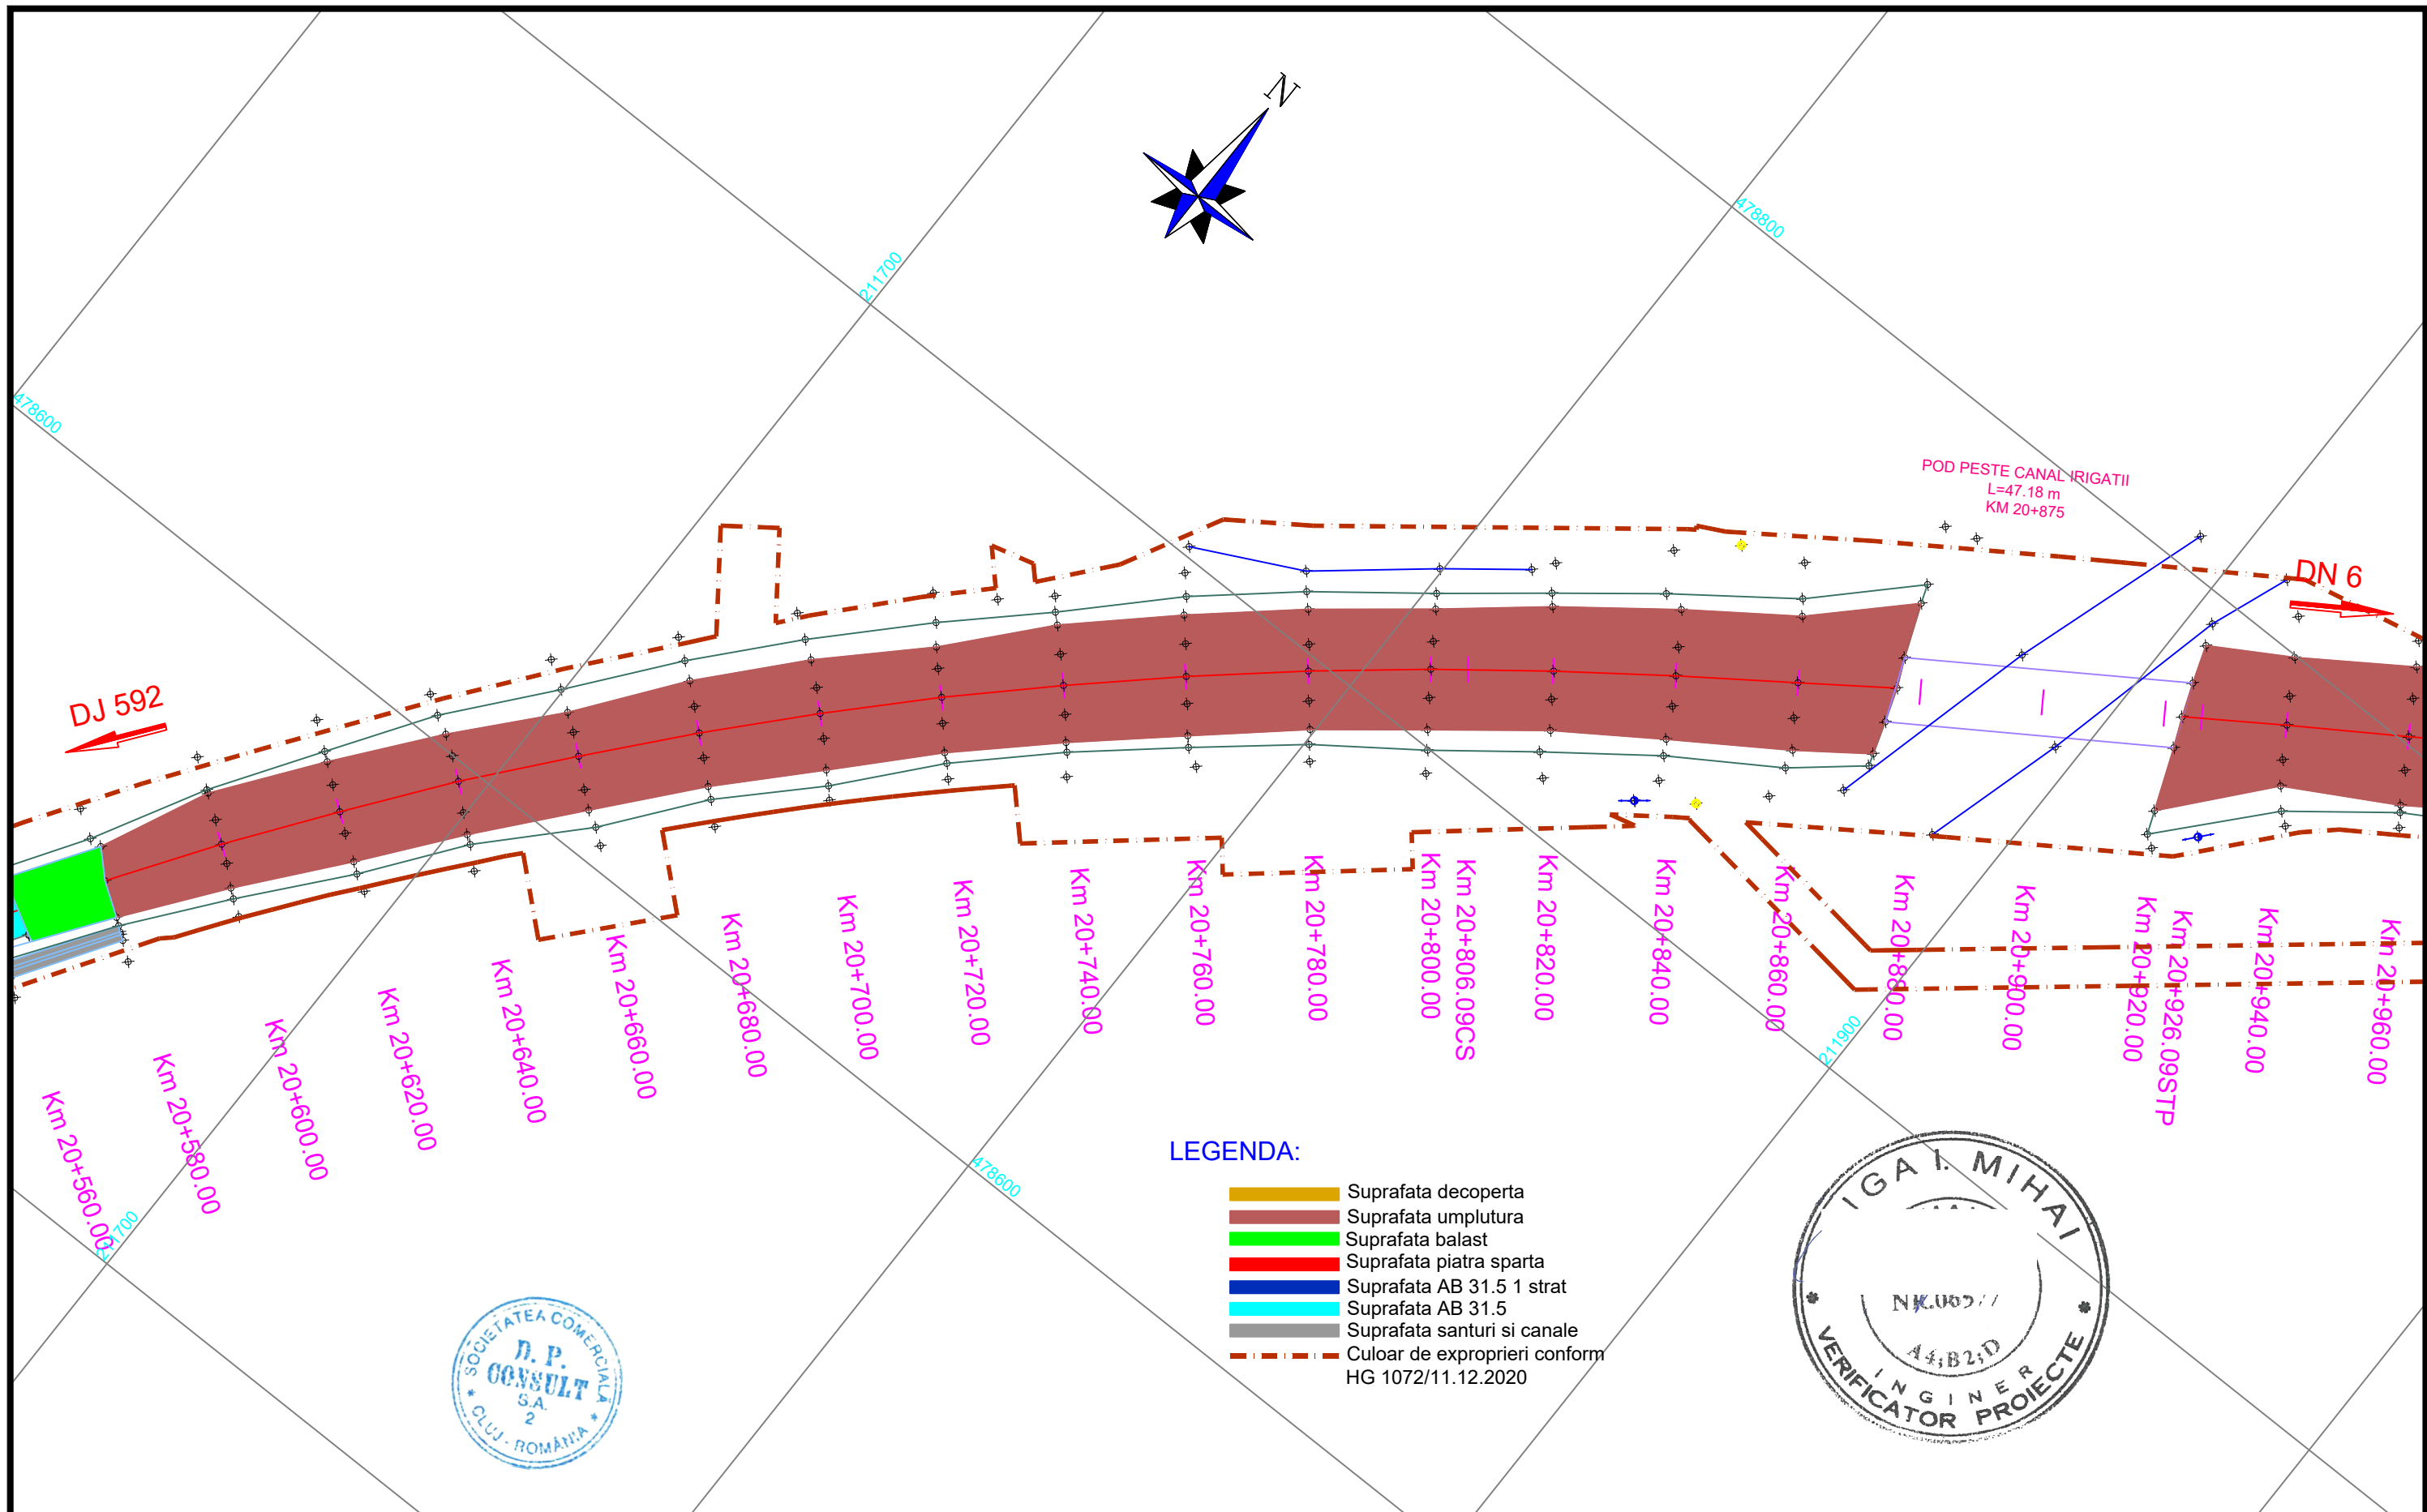 N
478800
211700
478600
POD PESTE CANAL IRIGATII
L=47.18 m
KM 20+875
DN 6
DJ 592
Km 20+560.00
Km 20+580.00
Km 20+600.00
Km 20+620.00
Km 20+640.00
Km 20+660.00
Km 20+680.00
Km 20+700.00
Km 20+720.00
Km 20+740.00
Km 20+760.00
Km 20+780.00
Km 20+800.00
Km 20+806.09CS
Km 20+820.00
Km 20+840.00
Km 20+860.00
Km 20+880.00
Km 20+900.00
Km 20+920.00
Km 20+926.09STP
Km 20+940.00
Km 20+960.00
211900
478600
211700
LEGENDA:
Suprafata decoperta
Suprafata umplutura
Suprafata balast
Suprafata piatra sparta
Suprafata AB 31.5 1 strat
Suprafata AB 31.5
Suprafata santuri si canale
Culoar de exproprieri conform
HG 1072/11.12.2020
SOCIETATEA COMERCIALĂ
D. P.
CONSULT
S.A.
2
CLUJ - ROMÂNIA
IGA I. MIHAI
A4;B2;D
INGINER
VERIFICATOR PROIECTE